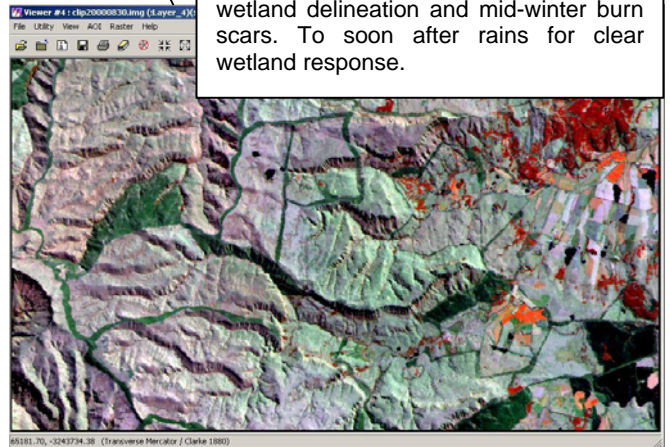 Viewer #4 : clip20000830.img (:Layer_4)(
wetland delineation and mid-winter burn
scars. To soon after rains for clear
wetland response.
File Utility View AOI Raster Help
65181.70, -3243734.38 (Transverse Mercator / Clarke 1880)